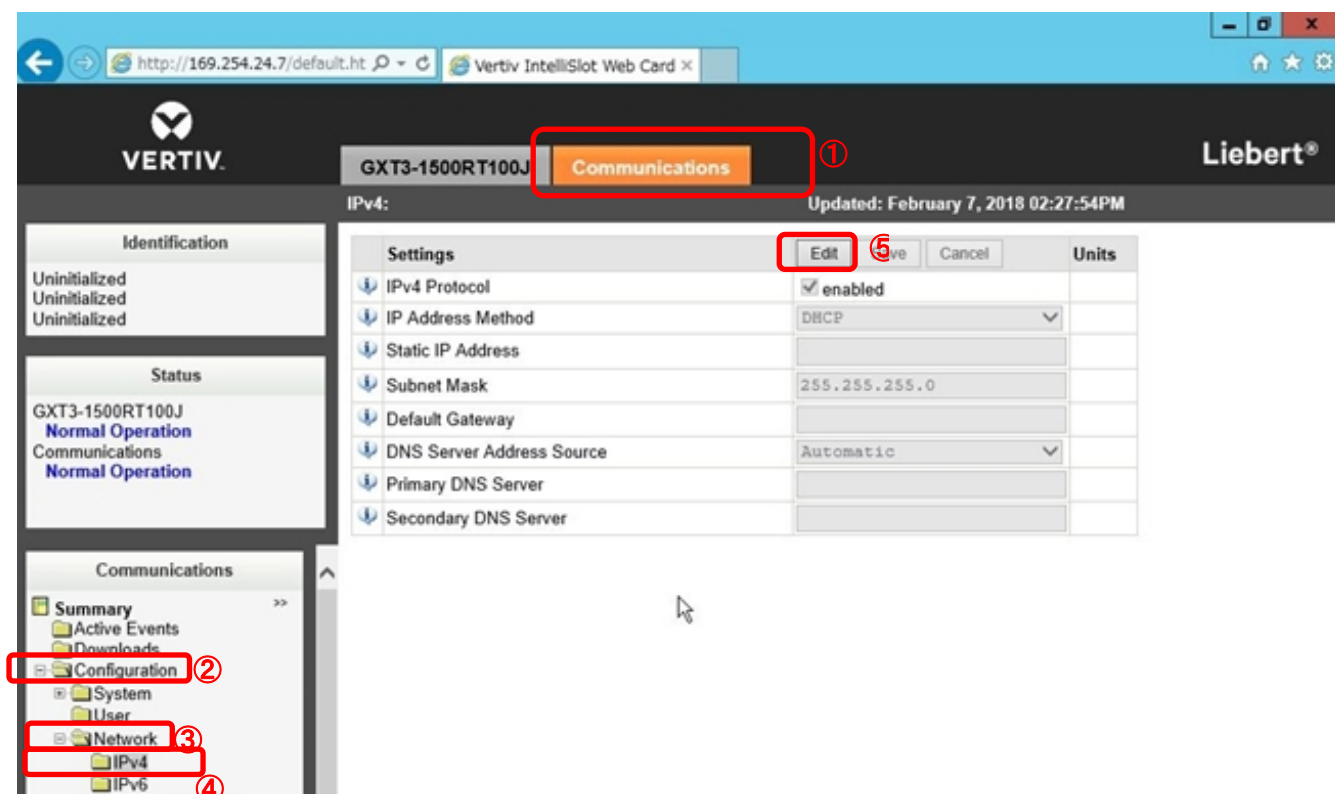 http://169.254.24.7/default.ht
Vertiv IntelliSlot Web Card ×
VERTIV.
GXT3-1500RT100J
Communications
①
Liebert®
IPv4:
Updated: February 7, 2018 02:27:54PM
Identification
Uninitialized
Uninitialized
Uninitialized
Status
GXT3-1500RT100J
Normal Operation
Communications
Normal Operation
Communications
Summary >>
Active Events
Downloads
Configuration ②
System
User
Network ③
IPv4
IPv6 ④
Settings Edit ⑤ Save Cancel Units
IPv4 Protocol enabled
IP Address Method DHCP
Static IP Address
Subnet Mask 255.255.255.0
Default Gateway
DNS Server Address Source Automatic
Primary DNS Server
Secondary DNS Server